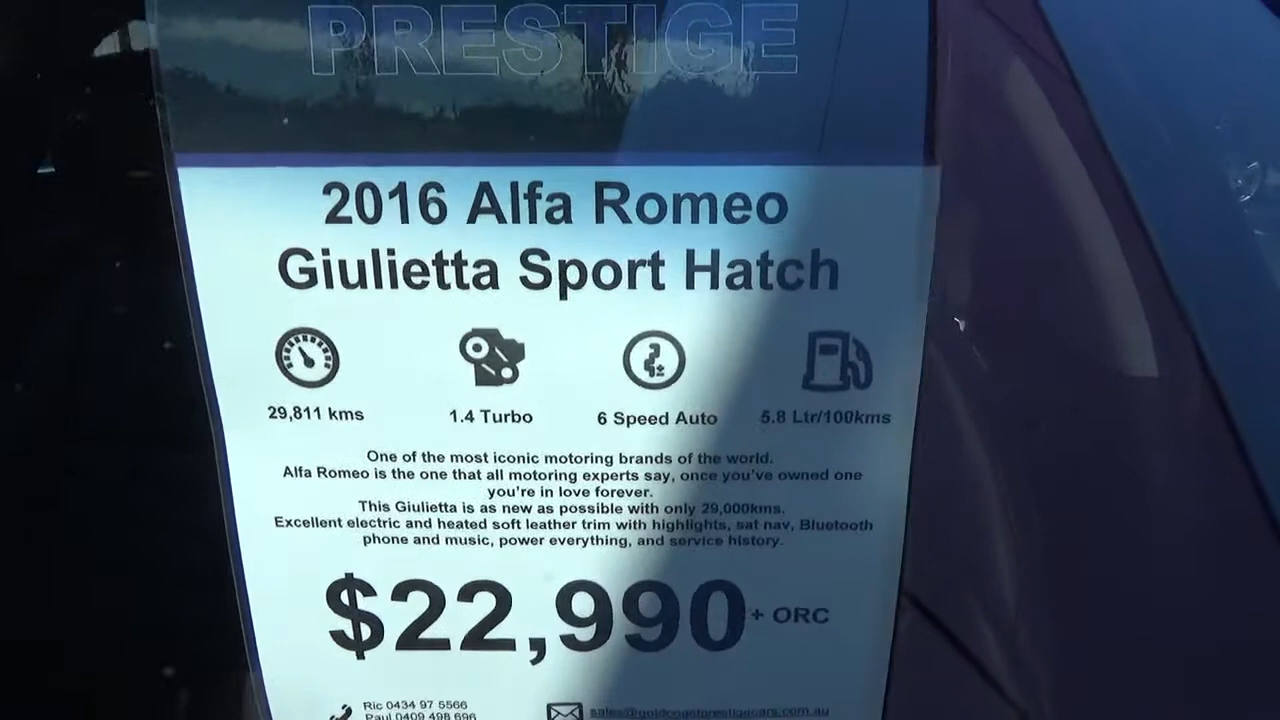 PRESTIGE
2016 Alfa Romeo
Giulietta Sport Hatch
29,811 kms 1.4 Turbo 6 Speed Auto 5.8 Ltr/100kms
One of the most iconic motoring brands of the world.
Alfa Romeo is the one that all motoring experts say, once you've owned one
you're in love forever.
This Giulietta is as new as possible with only 29,000kms.
Excellent electric and heated soft leather trim with highlights, sat nav, Bluetooth
phone and music, power everything, and service history.
$22,990 + ORC
Ric 0434 97 5566
Paul 0409 498 696 sales@goldcoastprestigecars.com.au